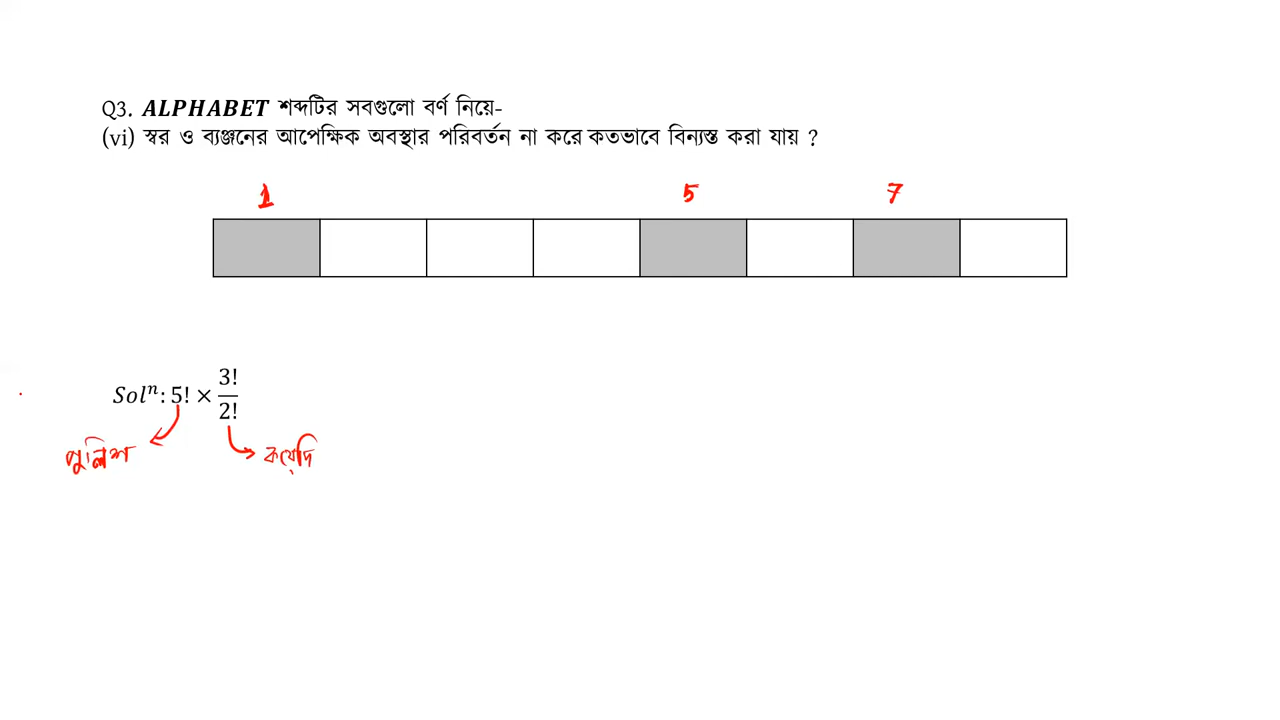 Q3. ALPHABET শব্দটির সবগুলো বর্ণ নিয়ে-
(vi) স্বর ও ব্যঞ্জনের আপেক্ষিক অবস্থার পরিবর্তন না করে কতভাবে বিন্যস্ত করা যায় ?
1 5 7
Solⁿ: 5! × 3!/2!
পুলিশ কয়েদি